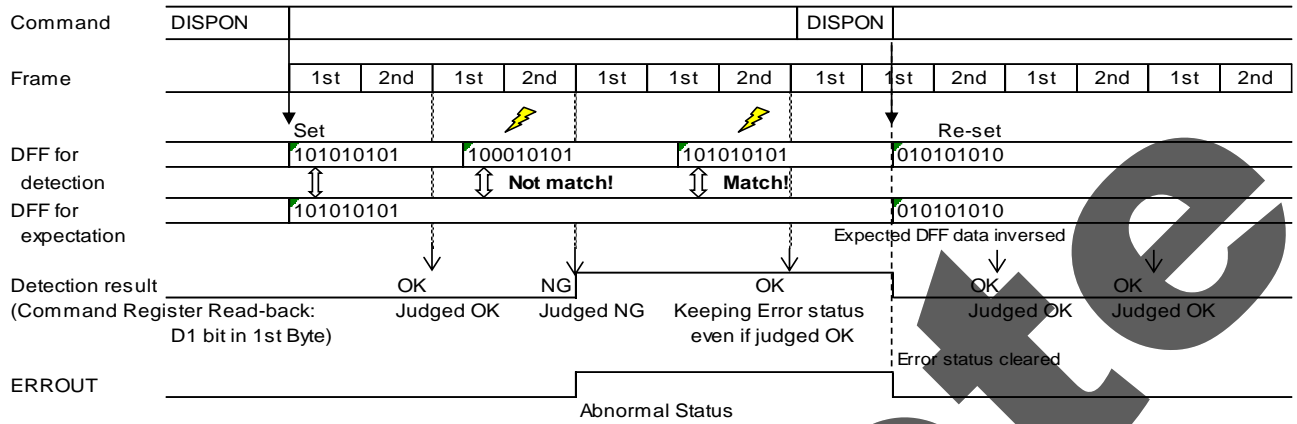 Command DISPON DISPON
Frame 1st 2nd 1st 2nd 1st 1st 2nd 1st 1st 2nd 1st 2nd 1st 2nd
Set Re-set
DFF for 101010101 100010101 101010101 010101010
detection Not match! Match!
DFF for 101010101 010101010
expectation Expected DFF data inversed
Detection result OK NG OK OK OK
(Command Register Read-back: Judged OK Judged NG Keeping Error status Judged OK Judged OK
D1 bit in 1st Byte) even if judged OK
Error status cleared
ERROUT
Abnormal Status